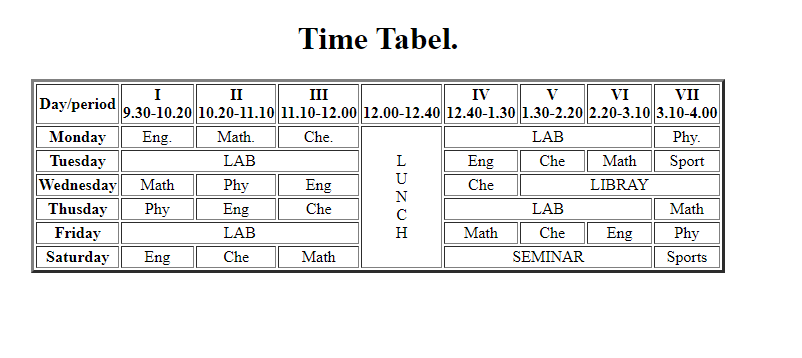 Time Tabel.
Day/period I 9.30-10.20 II 10.20-11.10 III 11.10-12.00 12.00-12.40 IV 12.40-1.30 V 1.30-2.20 VI 2.20-3.10 VII 3.10-4.00
Monday Eng. Math. Che. LAB Phy.
Tuesday LAB Eng Che Math Sport
Wednesday Math Phy Eng Che LIBRAY
Thusday Phy Eng Che LAB Math
Friday LAB Math Che Eng Phy
Saturday Eng Che Math SEMINAR Sports
L
U
N
C
H